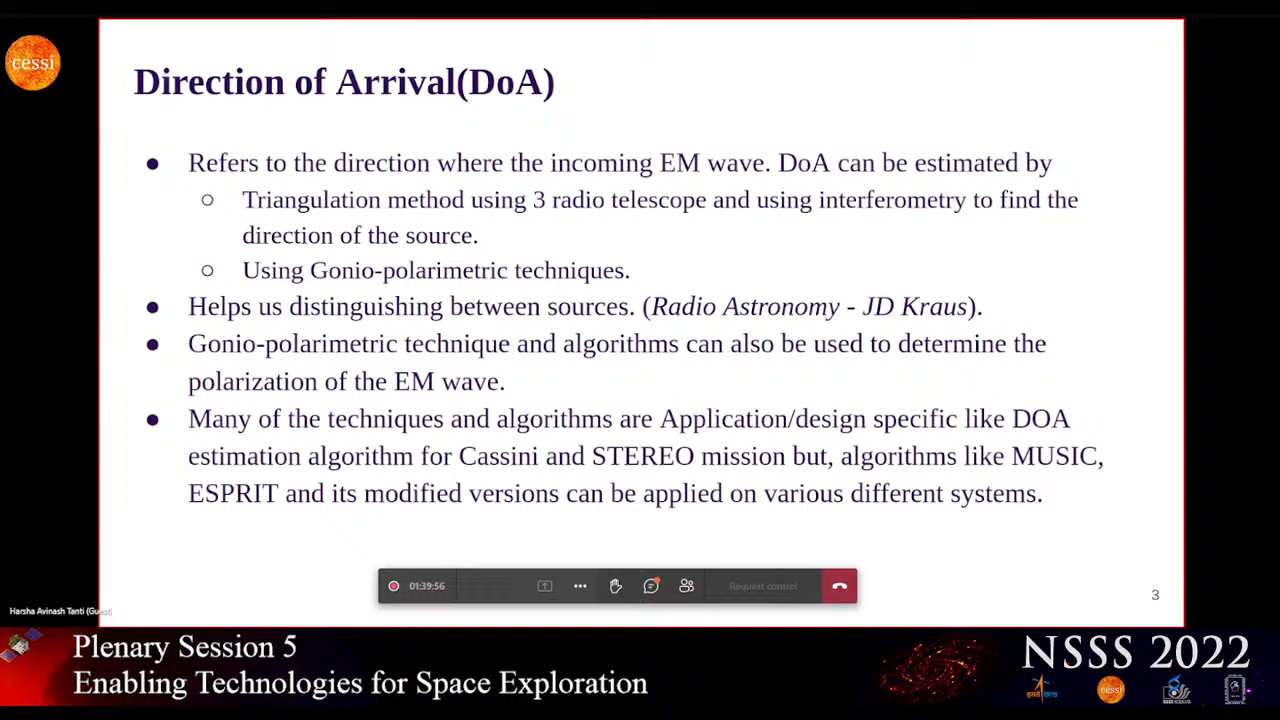 cessi
Direction of Arrival(DoA)
● Refers to the direction where the incoming EM wave. DoA can be estimated by
○ Triangulation method using 3 radio telescope and using interferometry to find the
direction of the source.
○ Using Gonio-polarimetric techniques.
● Helps us distinguishing between sources. (Radio Astronomy - JD Kraus).
● Gonio-polarimetric technique and algorithms can also be used to determine the
polarization of the EM wave.
● Many of the techniques and algorithms are Application/design specific like DOA
estimation algorithm for Cassini and STEREO mission but, algorithms like MUSIC,
ESPRIT and its modified versions can be applied on various different systems.
01:39:56
Request control
3
Harsha Avinash Tanti (Guest)
Plenary Session 5
Enabling Technologies for Space Exploration
NSSS 2022
cessi